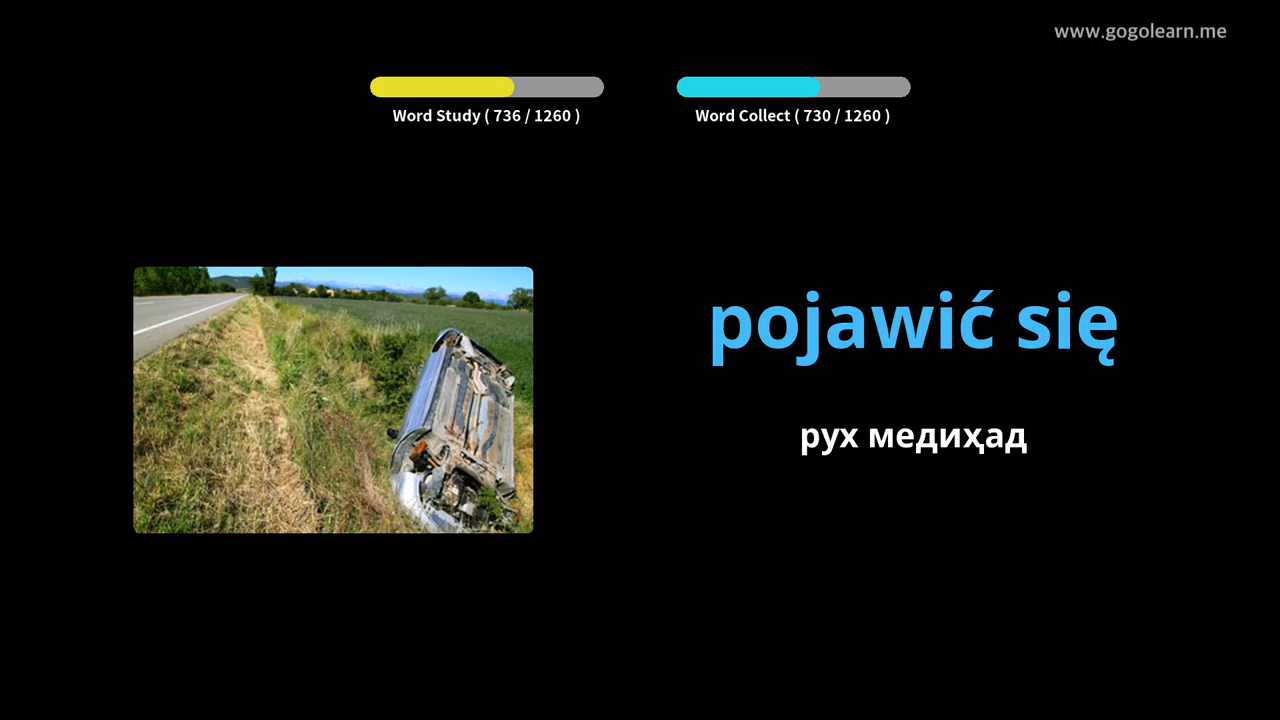 www.gogolearn.me
Word Study ( 736 / 1260 )
Word Collect ( 730 / 1260 )
pojawić się
рух медиҳад